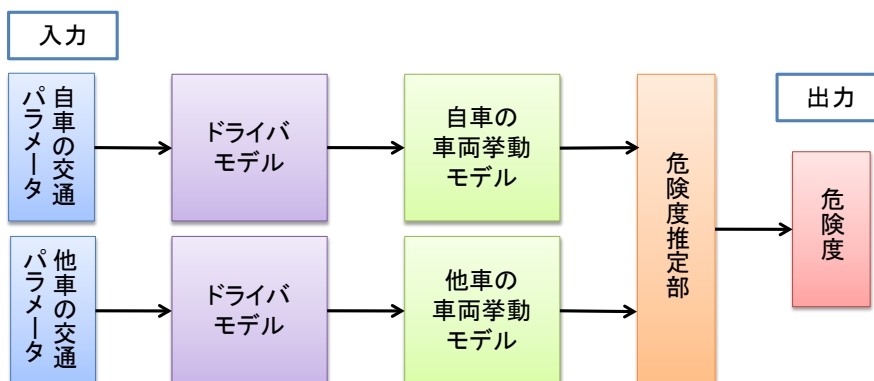 入力
自車の交通
パラメータ
ドライバ
モデル
自車の
車両挙動
モデル
他車の交通
パラメータ
ドライバ
モデル
他車の
車両挙動
モデル
危険度推定部
出力
危険度